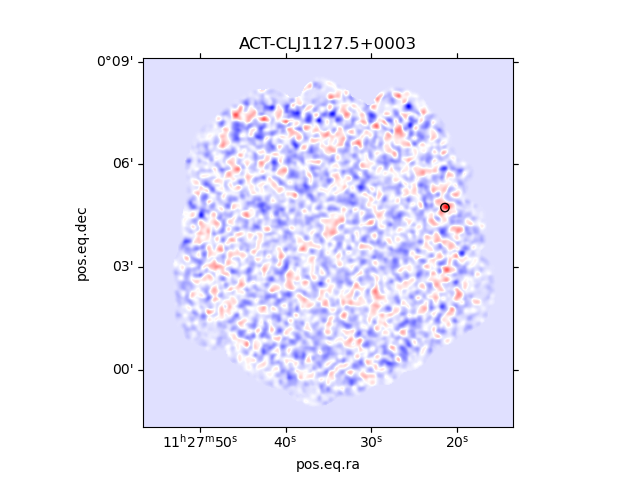 ACT-CLJ1127.5+0003
0°09'
06'
03'
00'
pos.eq.dec
11ʰ27ᵐ50ˢ 40ˢ 30ˢ 20ˢ
pos.eq.ra